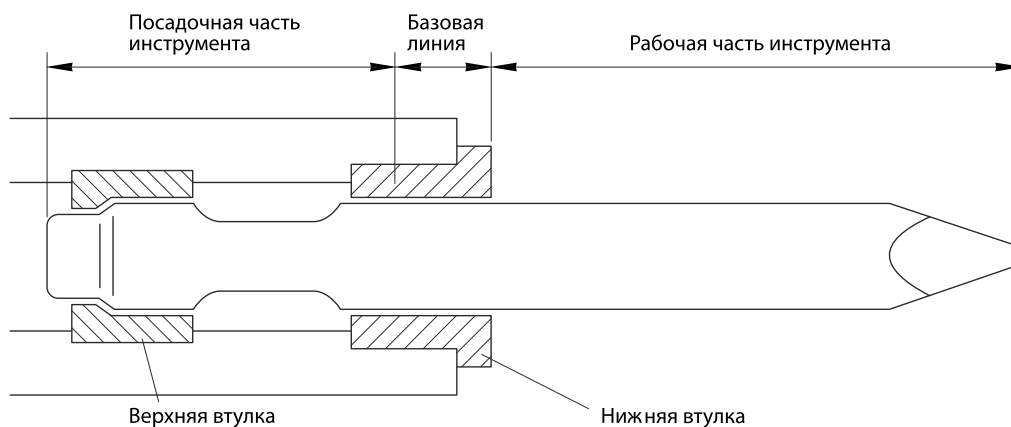 Посадочная часть
инструмента
Базовая
линия
Рабочая часть инструмента
Верхняя втулка
Нижняя втулка